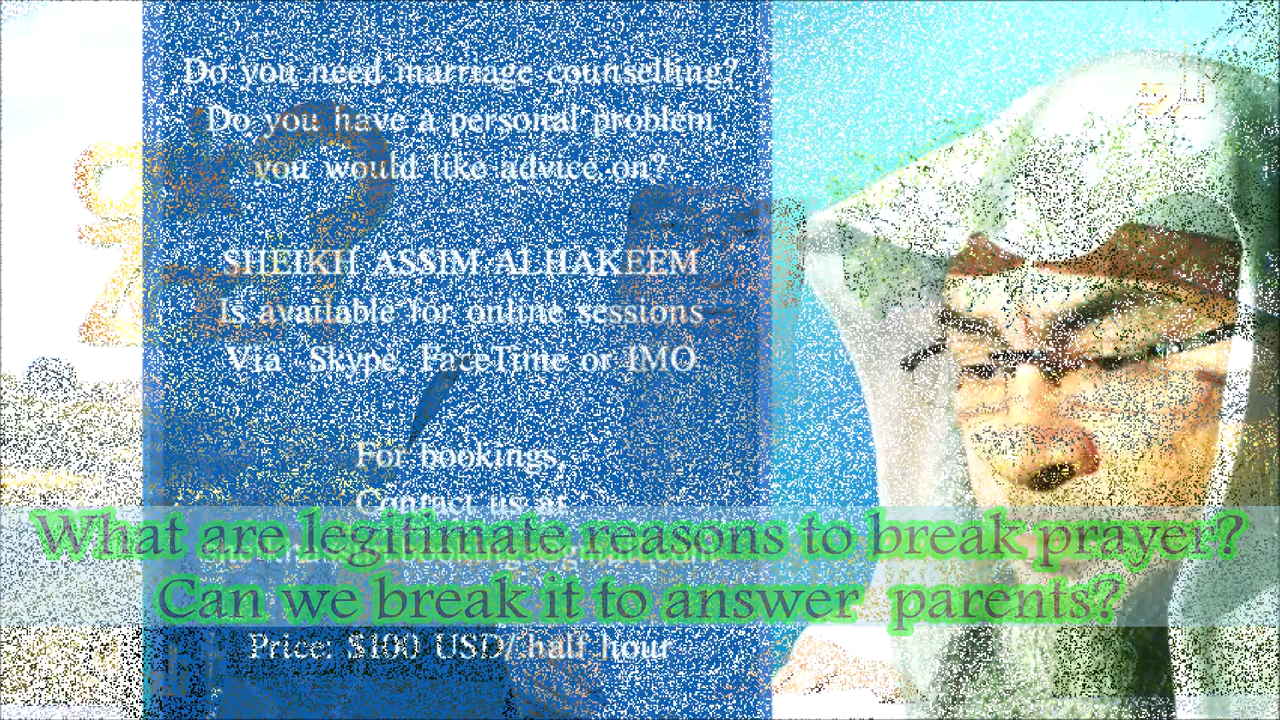 Do you need marriage counselling?
Do you have a personal problem
you would like advice on?
SHEIKH ASSIM ALHAKEEM
Is available for online sessions
Via Skype, FaceTime or IMO
For bookings,
Contact us at
What are legitimate reasons to break prayer?
Can we break it to answer parents?
Price: $100 USD/ half hour